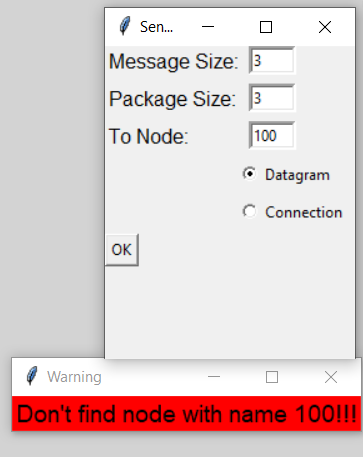 Sen...
Message Size: 3
Package Size: 3
To Node: 100
Datagram
Connection
OK
Warning
Don't find node with name 100!!!